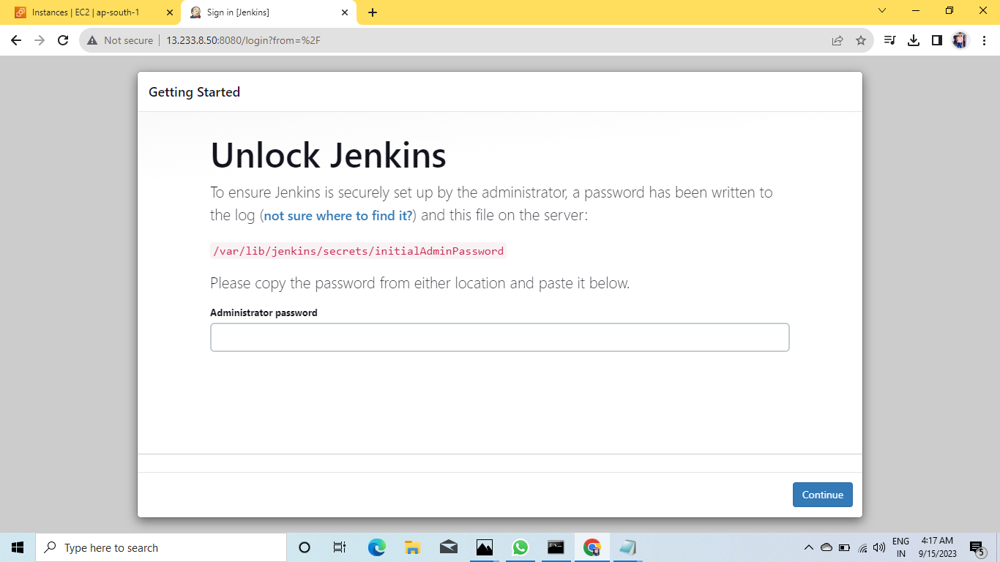 Instances | EC2 | ap-south-1
Sign in [Jenkins]
Not secure
13.233.8.50:8080/login?from=%2F
Getting Started
Unlock Jenkins
To ensure Jenkins is securely set up by the administrator, a password has been written to
the log (not sure where to find it?) and this file on the server:
/var/lib/jenkins/secrets/initialAdminPassword
Please copy the password from either location and paste it below.
Administrator password
Continue
Type here to search
ENG
IN
4:17 AM
9/15/2023
5